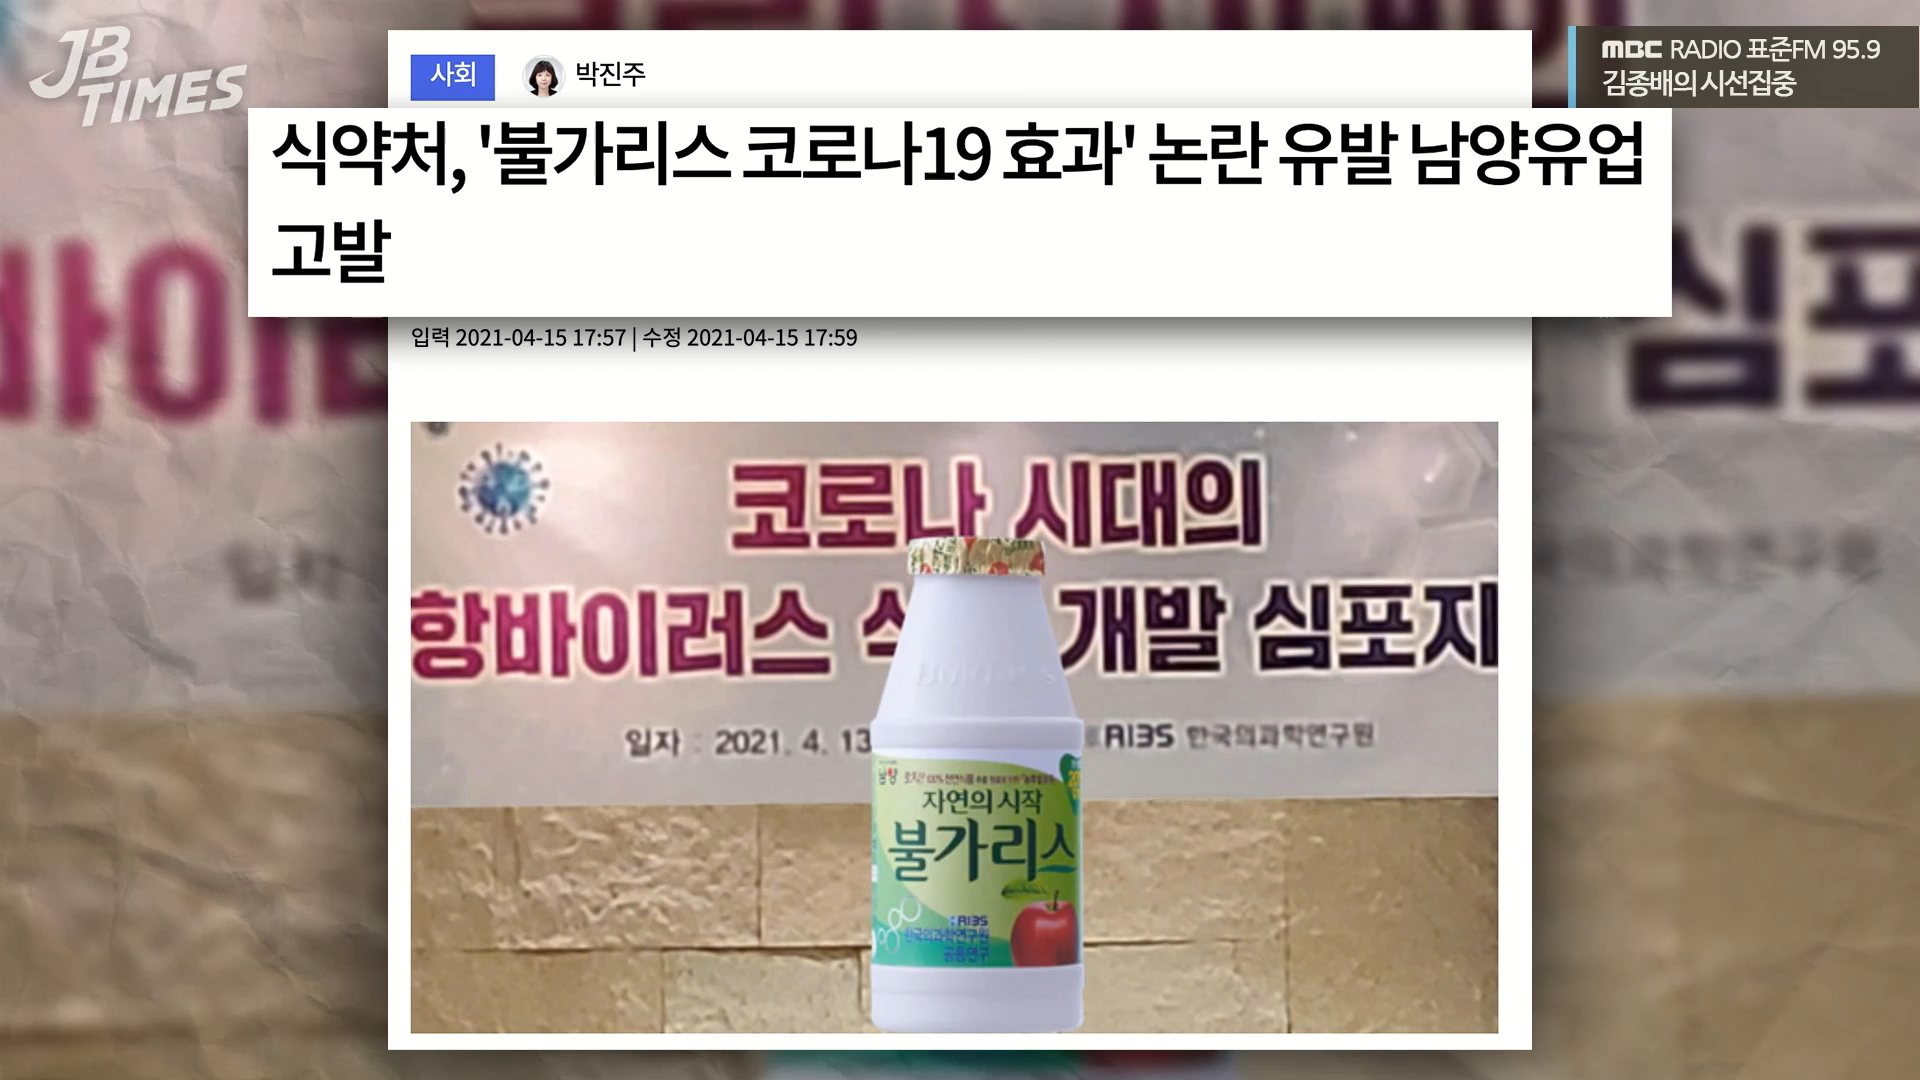 JB
TIMES
MBC RADIO 표준FM 95.9
김종배의 시선집중
사회
박진주
식약처, '불가리스 코로나19 효과' 논란 유발 남양유업
고발
입력 2021-04-15 17:57 | 수정 2021-04-15 17:59
코로나 시대의
항바이러스 개발 심포지
일자 : 2021. 4. 13
RIBS 한국의과학연구원
남양
자연의 시작
불가리스
RIBS
한국의과학연구원
공동연구
바이
심포